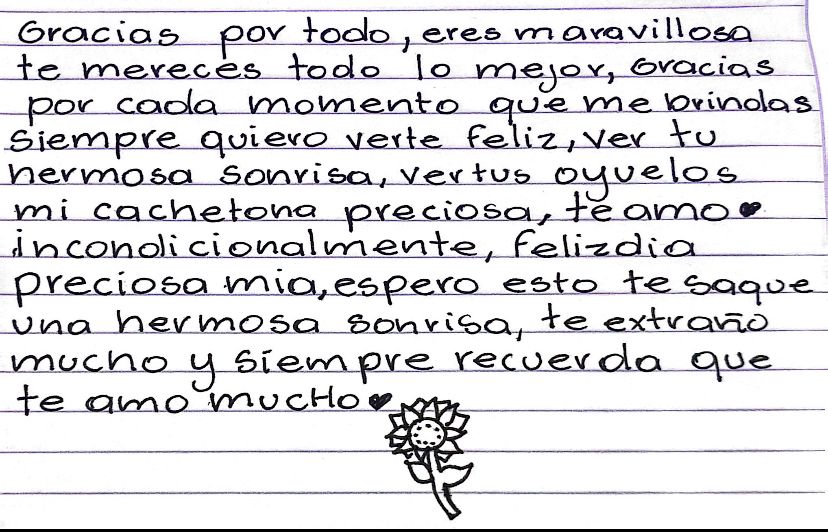 Gracias por todo, eres maravillosa
te mereces todo lo mejor, Gracias
por cada momento que me brindas
siempre quiero verte feliz, ver tu
hermosa sonrisa, ver tus oyuelos
mi cachetona preciosa, te amo ♥
incondicionalmente, feliz dia
preciosa mia, espero esto te saque
una hermosa sonrisa, te extraño
mucho y siempre recuerda que
te amo MUCHO ♥